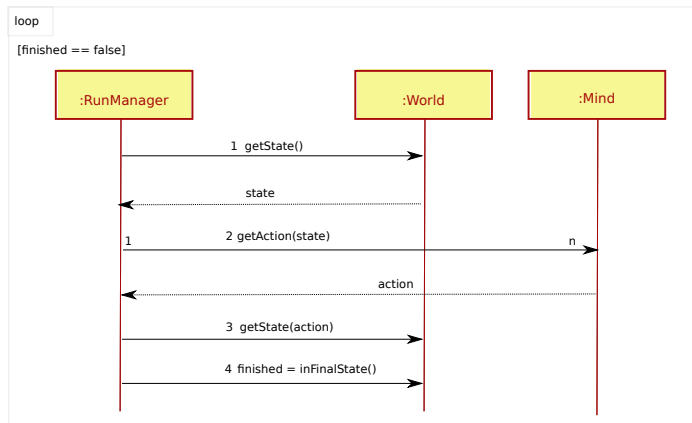 loop
[finished == false]
:RunManager
:World
:Mind
1 getState()
state
2 getAction(state)
1
n
action
3 getState(action)
4 finished = inFinalState()